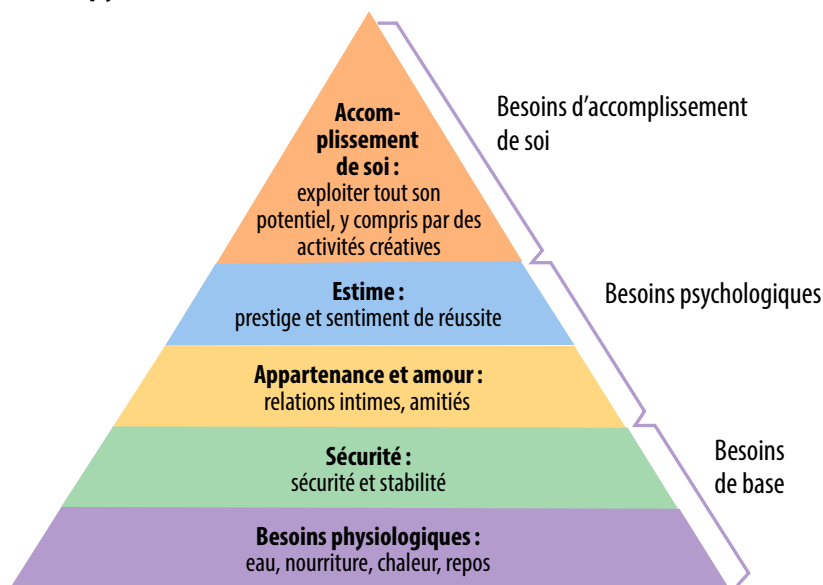 Accom-
plissement
de soi :
exploiter tout son
potentiel, y compris par des
activités créatives
Besoins d’accomplissement
de soi
Estime :
prestige et sentiment de réussite
Besoins psychologiques
Appartenance et amour :
relations intimes, amitiés
Sécurité :
sécurité et stabilité
Besoins
de base
Besoins physiologiques :
eau, nourriture, chaleur, repos